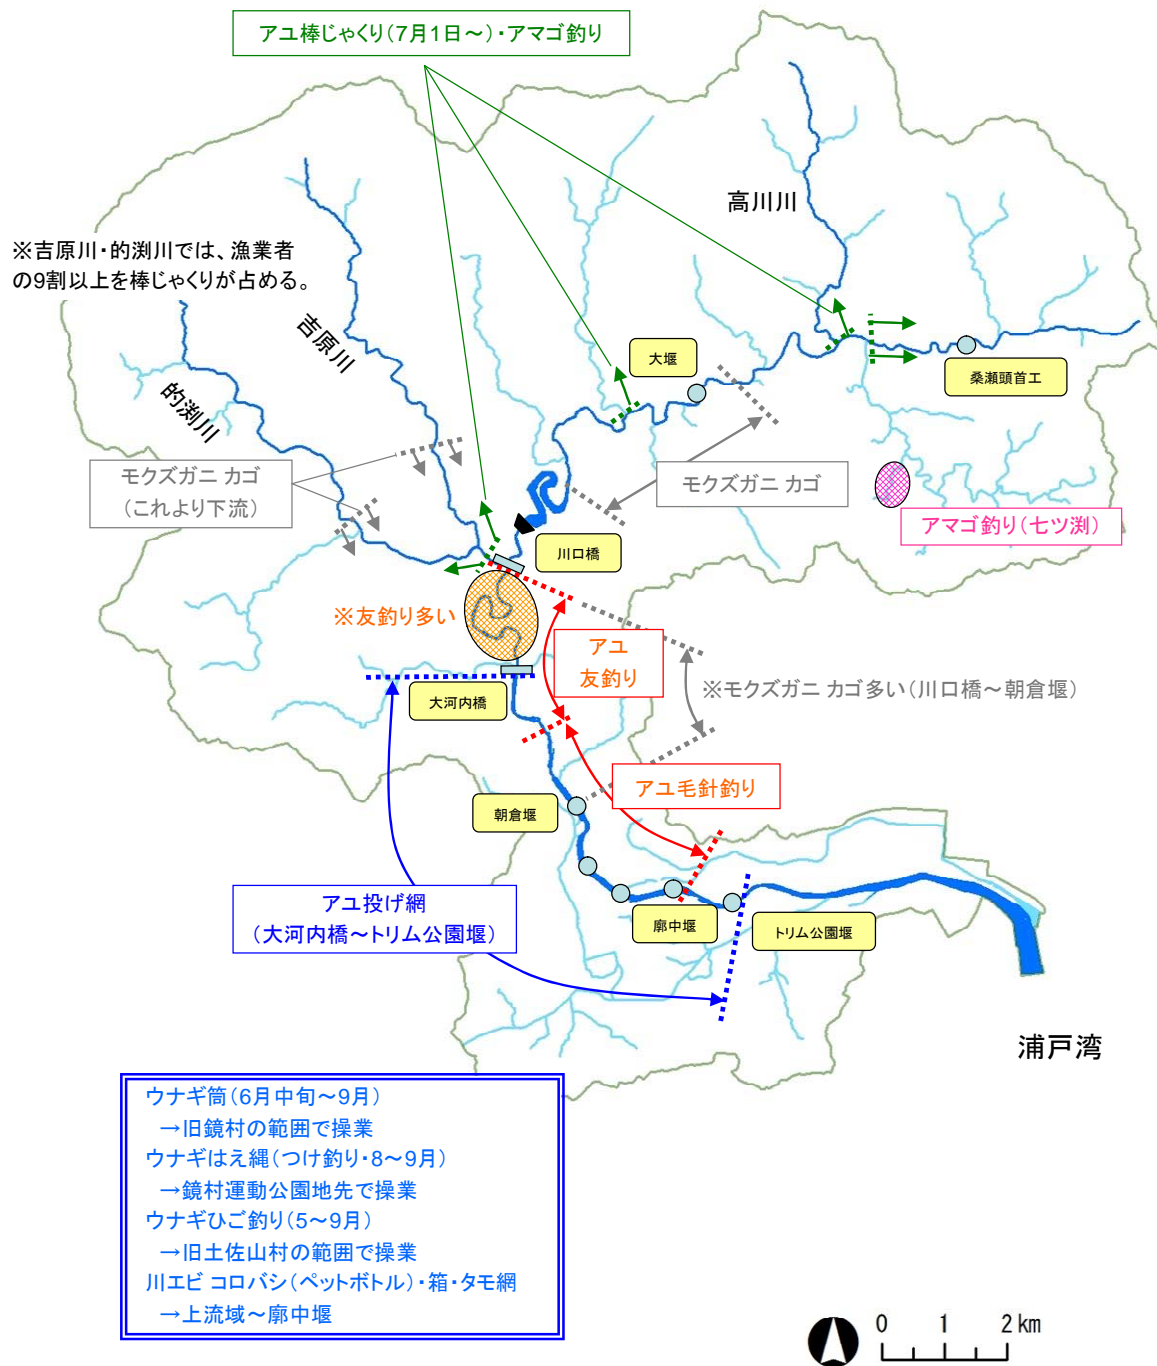 アユ棒じゃくり(7月1日～)・アマゴ釣り
高川川
※吉原川・的渕川では、漁業者
の9割以上を棒じゃくりが占める。
吉原川
的渕川
大堰
桑瀬頭首工
モクズガニ カゴ
(これより下流)
モクズガニ カゴ
アマゴ釣り(七ツ渕)
川口橋
※友釣り多い
アユ
友釣り
※モクズガニ カゴ多い(川口橋～朝倉堰)
大河内橋
アユ毛針釣り
朝倉堰
アユ投げ網
(大河内橋～トリム公園堰)
廓中堰
トリム公園堰
浦戸湾
ウナギ筒(6月中旬～9月)
→旧鏡村の範囲で操業
ウナギはえ縄(つけ釣り・8～9月)
→鏡村運動公園地先で操業
ウナギひご釣り(5～9月)
→旧土佐山村の範囲で操業
川エビ コロバシ(ペットボトル)・箱・タモ網
→上流域～廓中堰
0 1 2 km